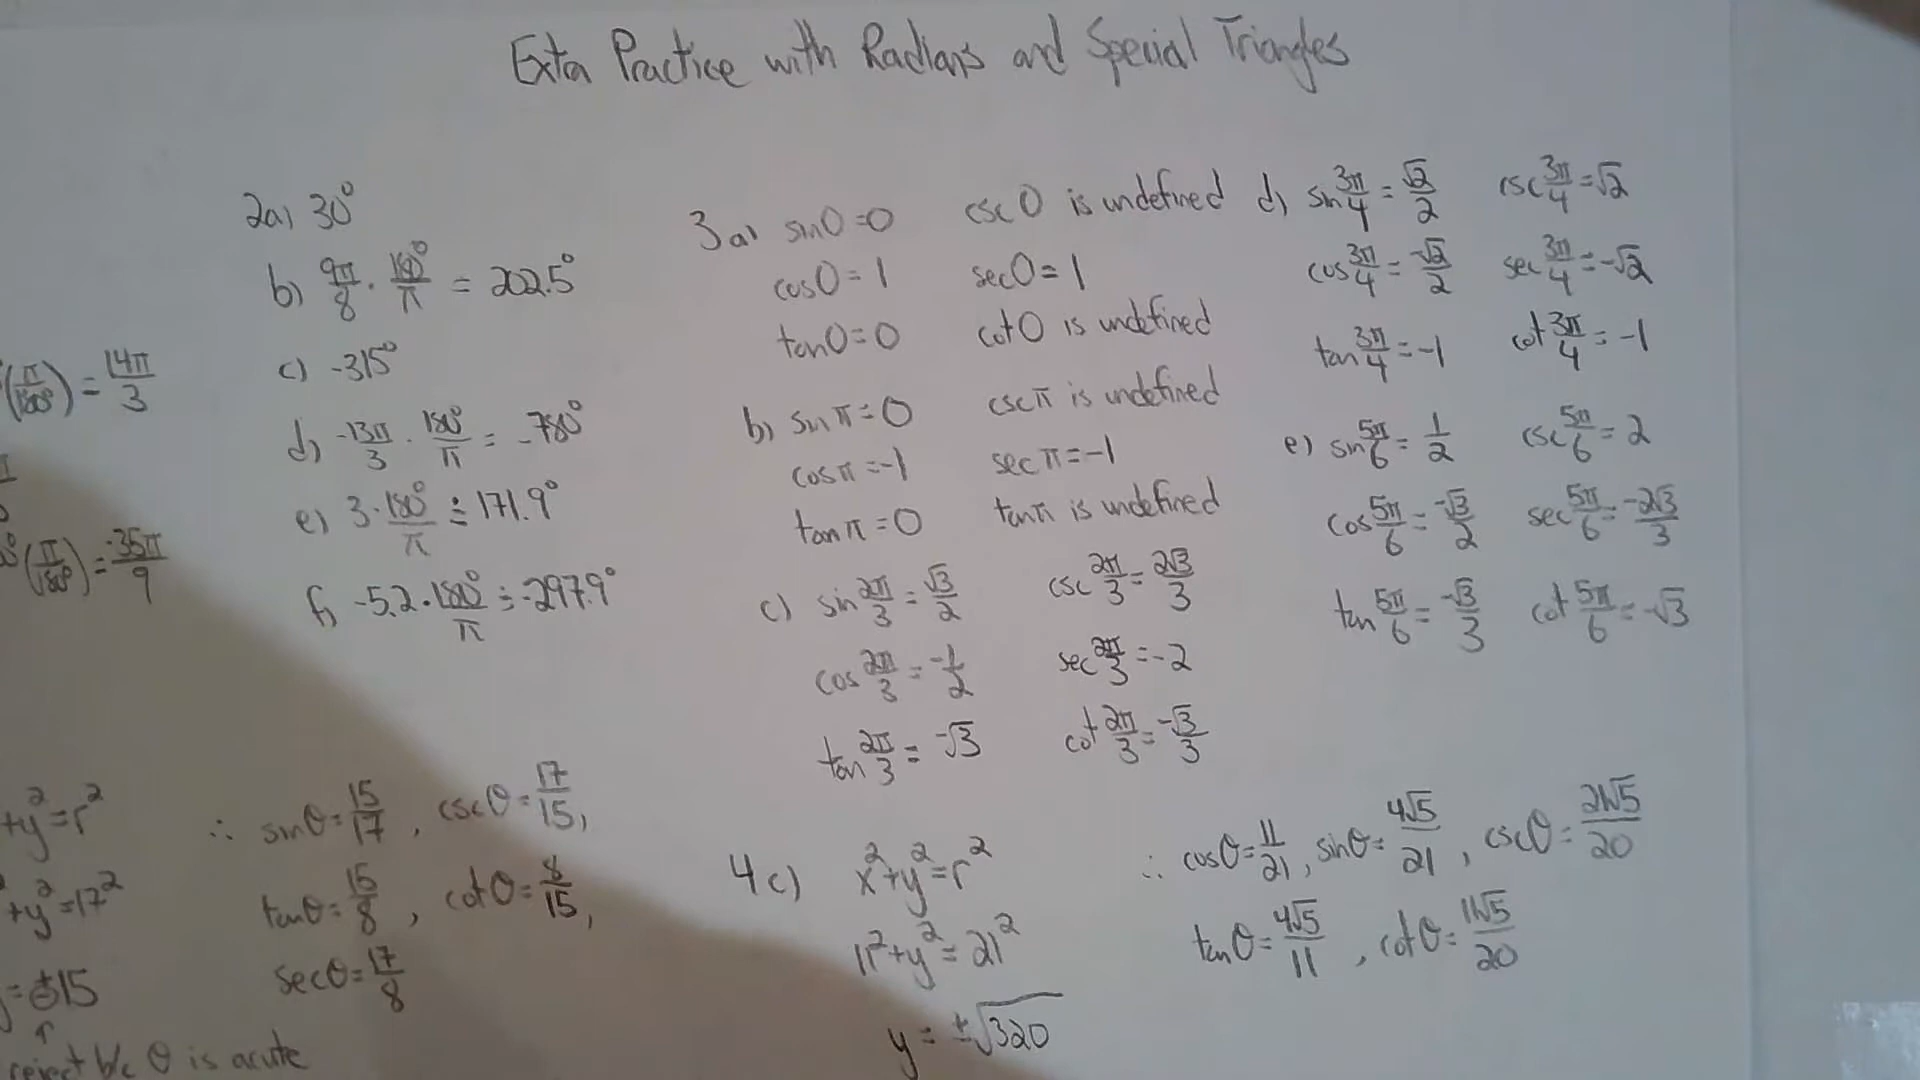 Extra Practice with Radians and Special Triangles
(π/180°) = 14π/3
(π/180°) = -35π/9
2a) 30°
b) 9π/8 · 180°/π = 202.5°
c) -315°
d) -13π/3 · 180°/π = -780°
e) 3 · 180°/π ≐ 171.9°
f) -5.2 · 180°/π ≐ -297.9°
3a) sin0=0 csc0 is undefined
cos0=1 sec0=1
tan0=0 cot0 is undefined
b) sinπ=0 cscπ is undefined
cosπ=-1 secπ=-1
tanπ=0 tanπ is undefined
c) sin 2π/3 = √3/2 csc 2π/3 = 2√3/3
cos 2π/3 = -1/2 sec 2π/3 = -2
tan 2π/3 = -√3 cot 2π/3 = -√3/3
d) sin 3π/4 = √2/2 csc 3π/4 = √2
cos 3π/4 = -√2/2 sec 3π/4 = -√2
tan 3π/4 = -1 cot 3π/4 = -1
e) sin 5π/6 = 1/2 csc 5π/6 = 2
cos 5π/6 = -√3/2 sec 5π/6 = -2√3/3
tan 5π/6 = -√3/3 cot 5π/6 = -√3
+y²=r²
+y²=17²
=±15
↑
reject b/c θ is acute
∴ sinθ=15/17, cscθ=17/15,
tanθ=15/8, cotθ=8/15,
secθ=17/8
4c) x²+y²=r²
11²+y²=21²
y=±√320
∴ cosθ=11/21, sinθ=4√5/21, cscθ=21√5/20
tanθ=4√5/11, cotθ=11√5/20